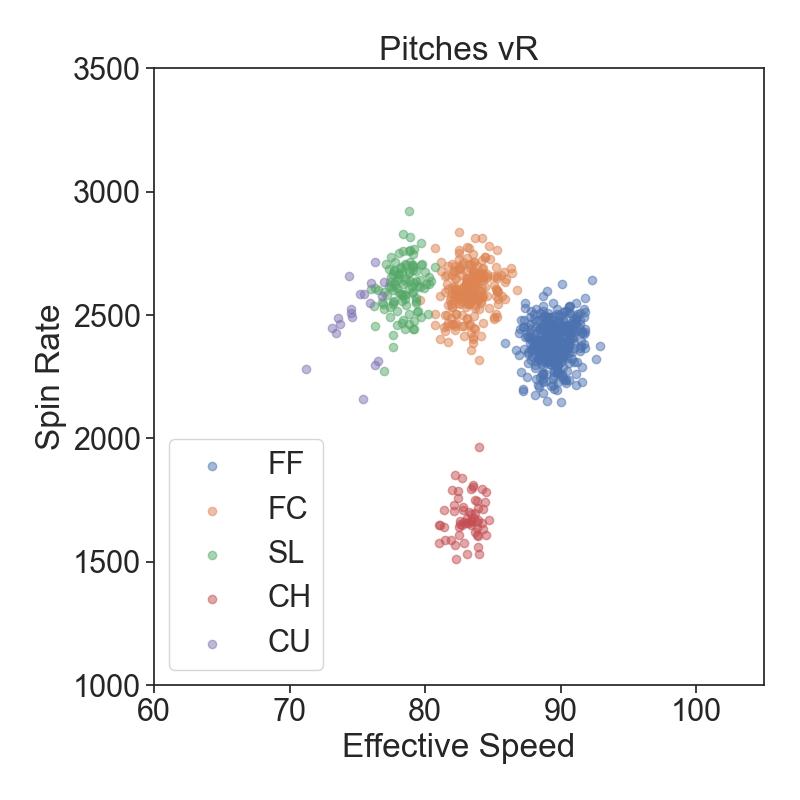 Pitches vR
3500
3000
2500
2000
1500
1000
Spin Rate
FF
FC
SL
CH
CU
60 70 80 90 100
Effective Speed